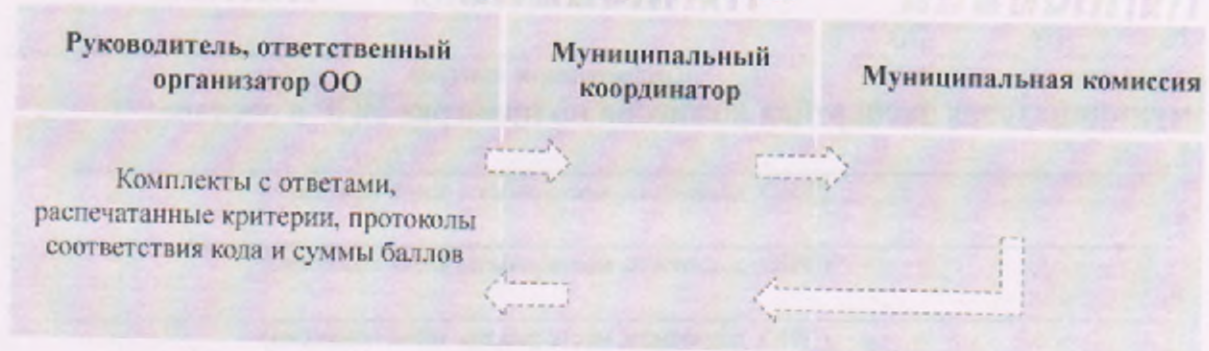 Руководитель, ответственный
организатор ОО
Муниципальный
координатор
Муниципальная комиссия
Комплекты с ответами,
распечатанные критерии, протоколы
соответствия кода и суммы баллов